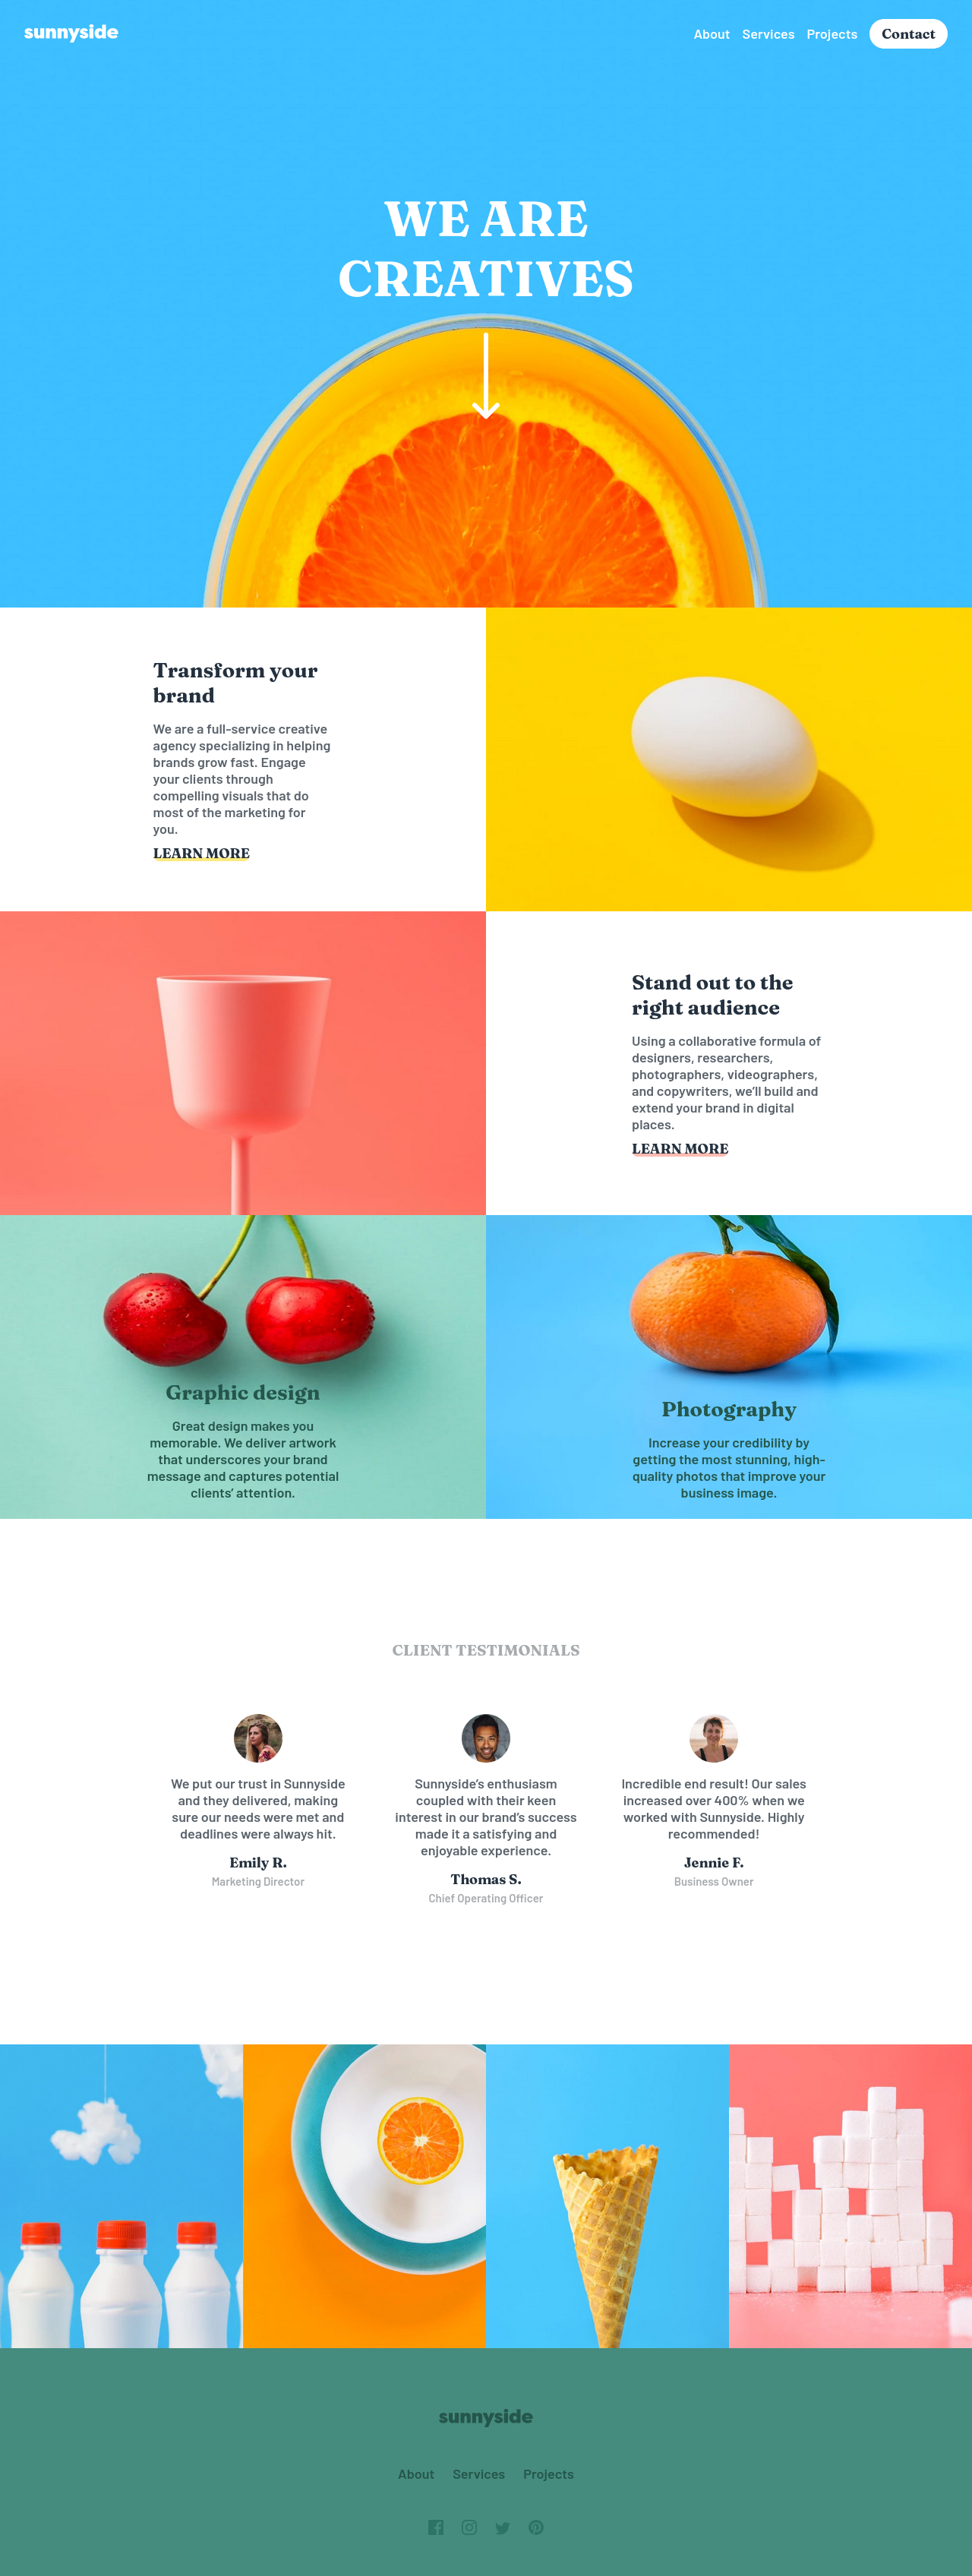 sunnyside
About Services Projects Contact
WE ARE
CREATIVES
Transform your
brand
We are a full-service creative
agency specializing in helping
brands grow fast. Engage
your clients through
compelling visuals that do
most of the marketing for
you.
LEARN MORE
Stand out to the
right audience
Using a collaborative formula of
designers, researchers,
photographers, videographers,
and copywriters, we’ll build and
extend your brand in digital
places.
LEARN MORE
Graphic design
Great design makes you
memorable. We deliver artwork
that underscores your brand
message and captures potential
clients’ attention.
Photography
Increase your credibility by
getting the most stunning, high-
quality photos that improve your
business image.
CLIENT TESTIMONIALS
We put our trust in Sunnyside
and they delivered, making
sure our needs were met and
deadlines were always hit.
Emily R.
Marketing Director
Sunnyside’s enthusiasm
coupled with their keen
interest in our brand’s success
made it a satisfying and
enjoyable experience.
Thomas S.
Chief Operating Officer
Incredible end result! Our sales
increased over 400% when we
worked with Sunnyside. Highly
recommended!
Jennie F.
Business Owner
sunnyside
About Services Projects